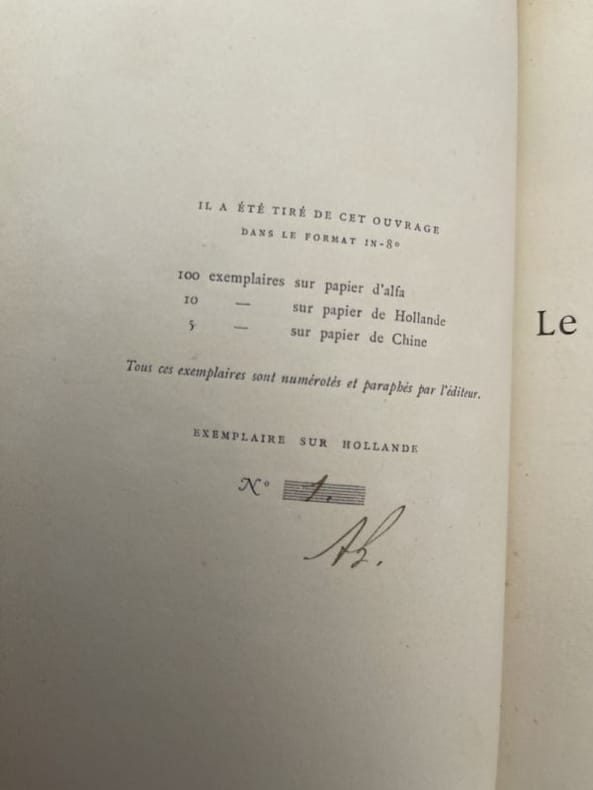 IL A ÉTÉ TIRÉ DE CET OUVRAGE
DANS LE FORMAT IN-8º
100 exemplaires sur papier d'alfa
10 — sur papier de Hollande
5 — sur papier de Chine
Tous ces exemplaires sont numérotés et paraphés par l'éditeur.
EXEMPLAIRE SUR HOLLANDE
Nº 1.
Le